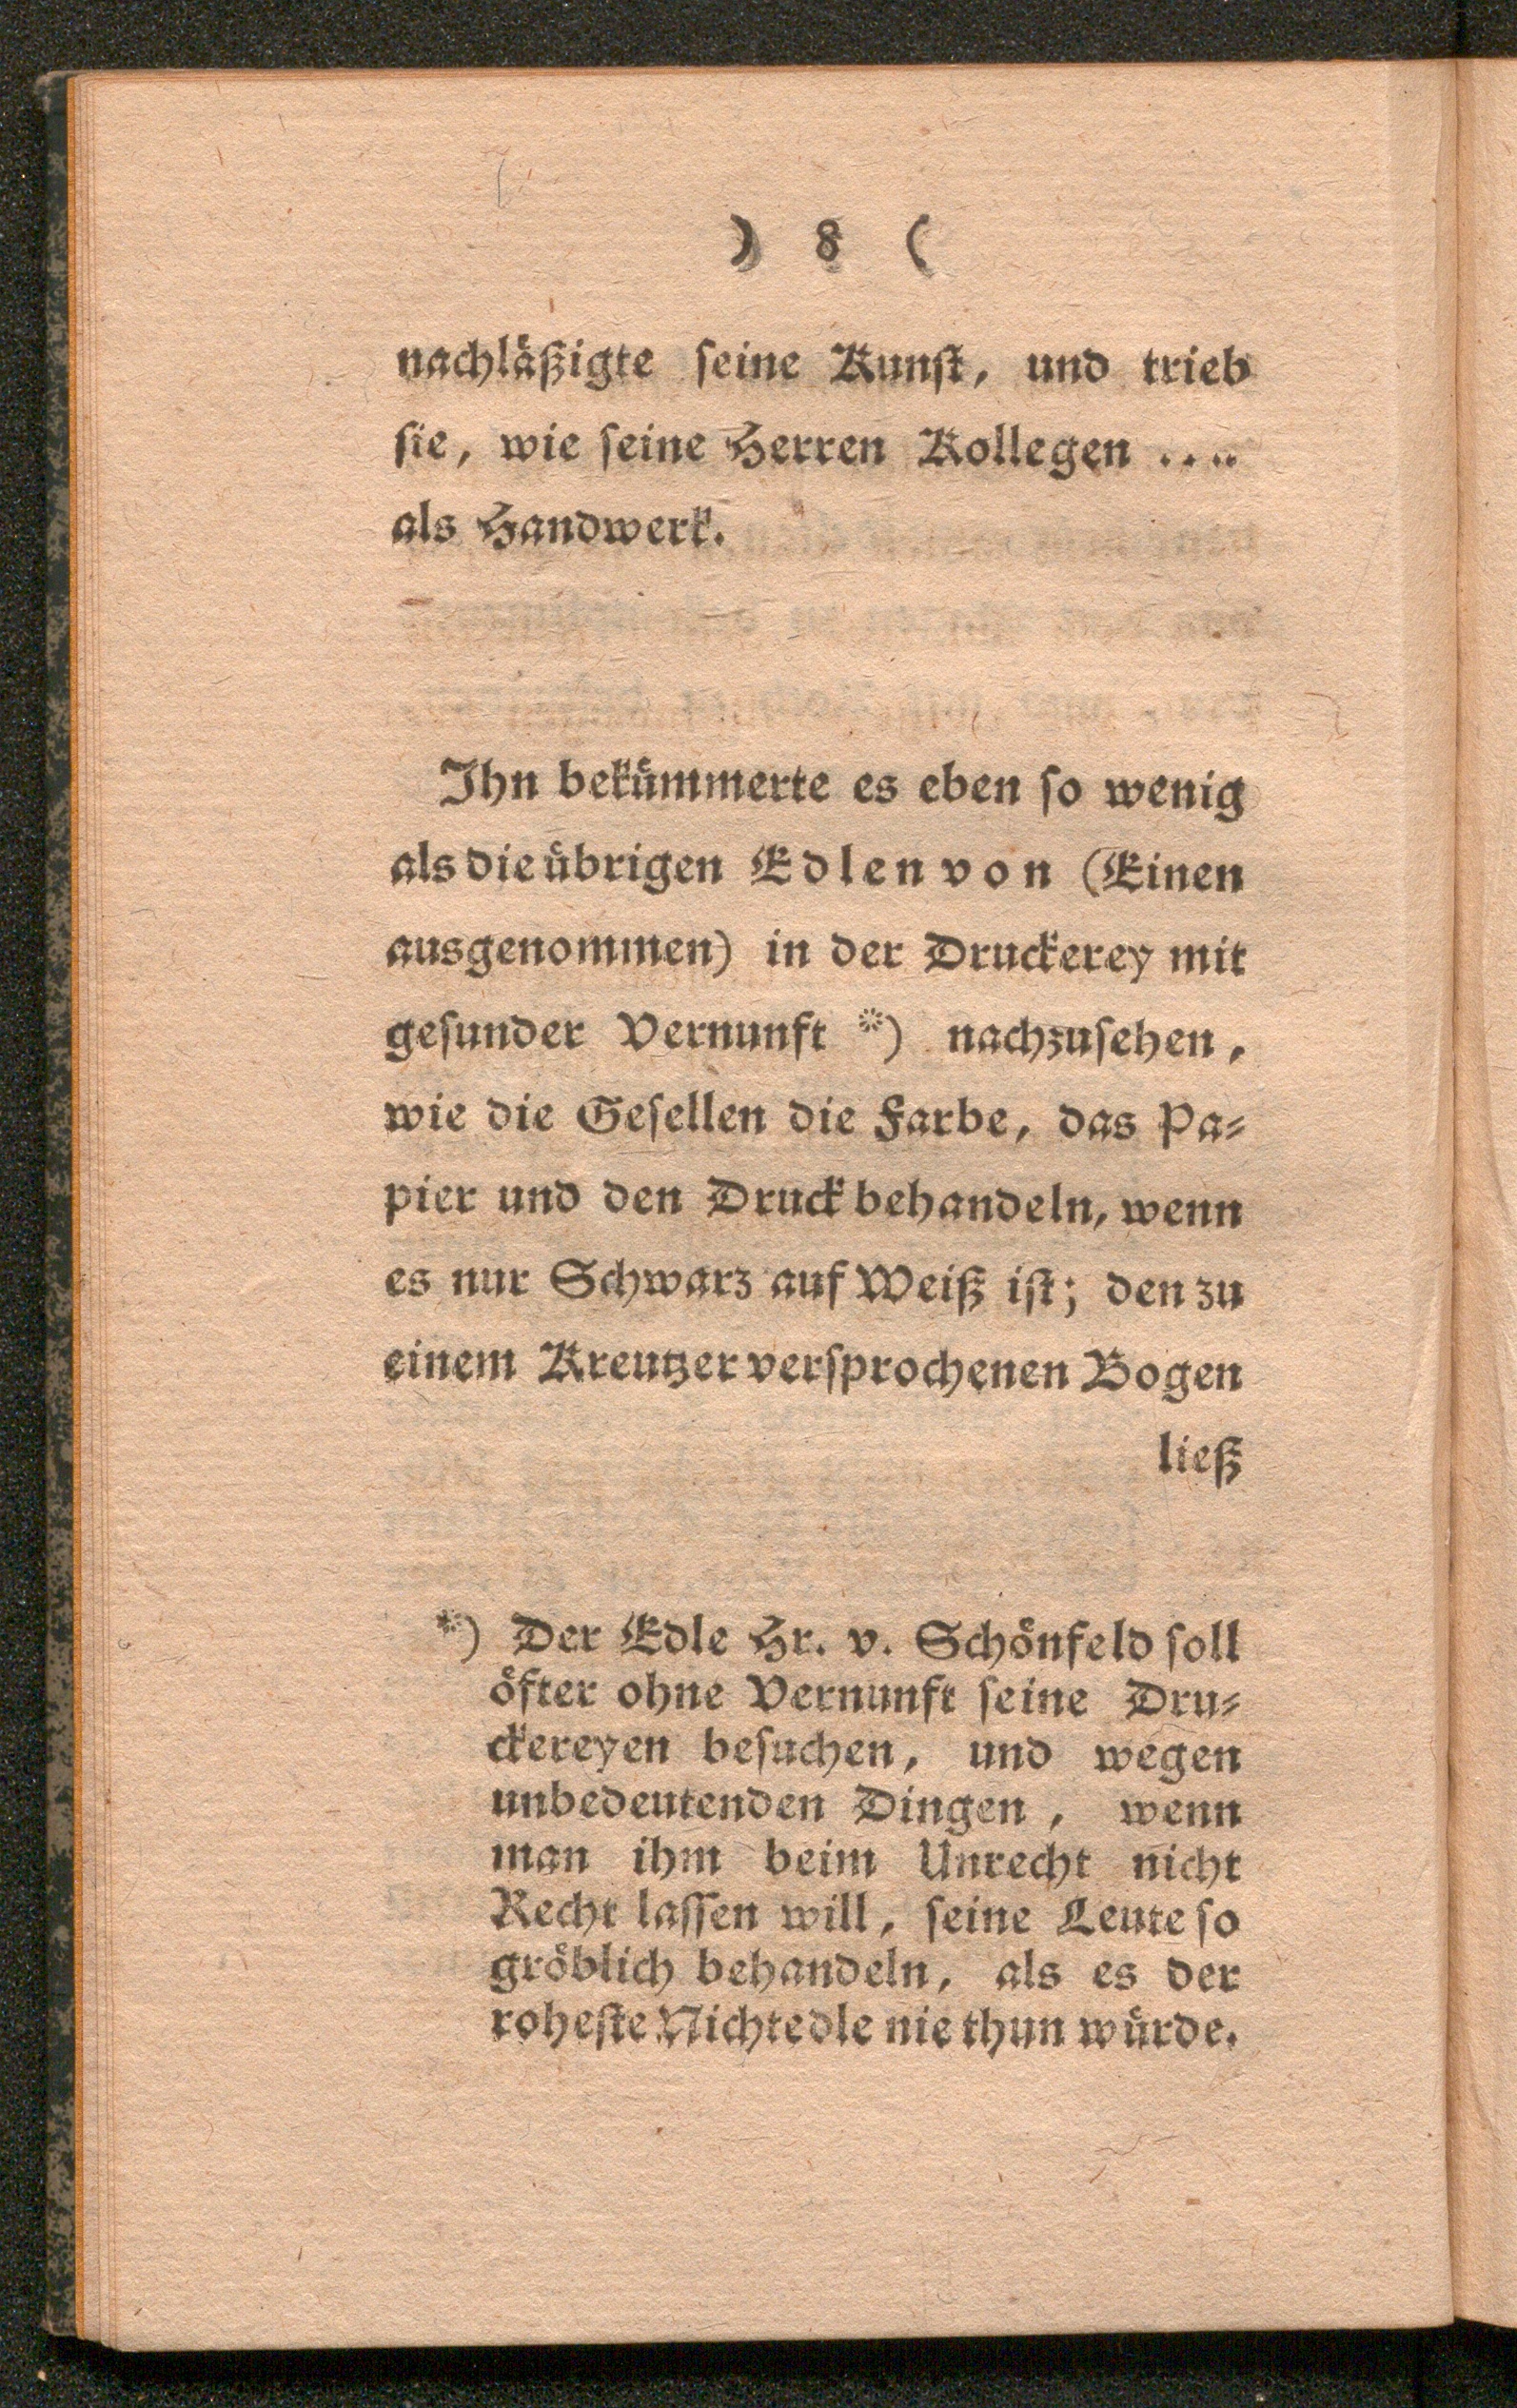 ) 8 (
nachläßigte ſeine Kunſt, und trieb
ſie, wie ſeine Herren Kollegen ....
als Handwerk.
Ihn bekümmerte es eben ſo wenig
als die übrigen Edlen von (Einen
ausgenommen) in der Druckerey mit
geſunder Vernunft *) nachzuſehen,
wie die Geſellen die Farbe, das Pa⸗
pier und den Druck behandeln, wenn
es nur Schwarz auf Weiß iſt; den zu
einem Kreutzer verſprochenen Bogen
ließ
*) Der Edle Hr. v. Schönfeld ſoll
öfter ohne Vernunft ſeine Dru⸗
ckereyen beſuchen, und wegen
unbedeutenden Dingen, wenn
man ihm beim Unrecht nicht
Recht laſſen will, ſeine Leute ſo
gröblich behandeln, als es der
roheſte Nichtedle nie thun würde.